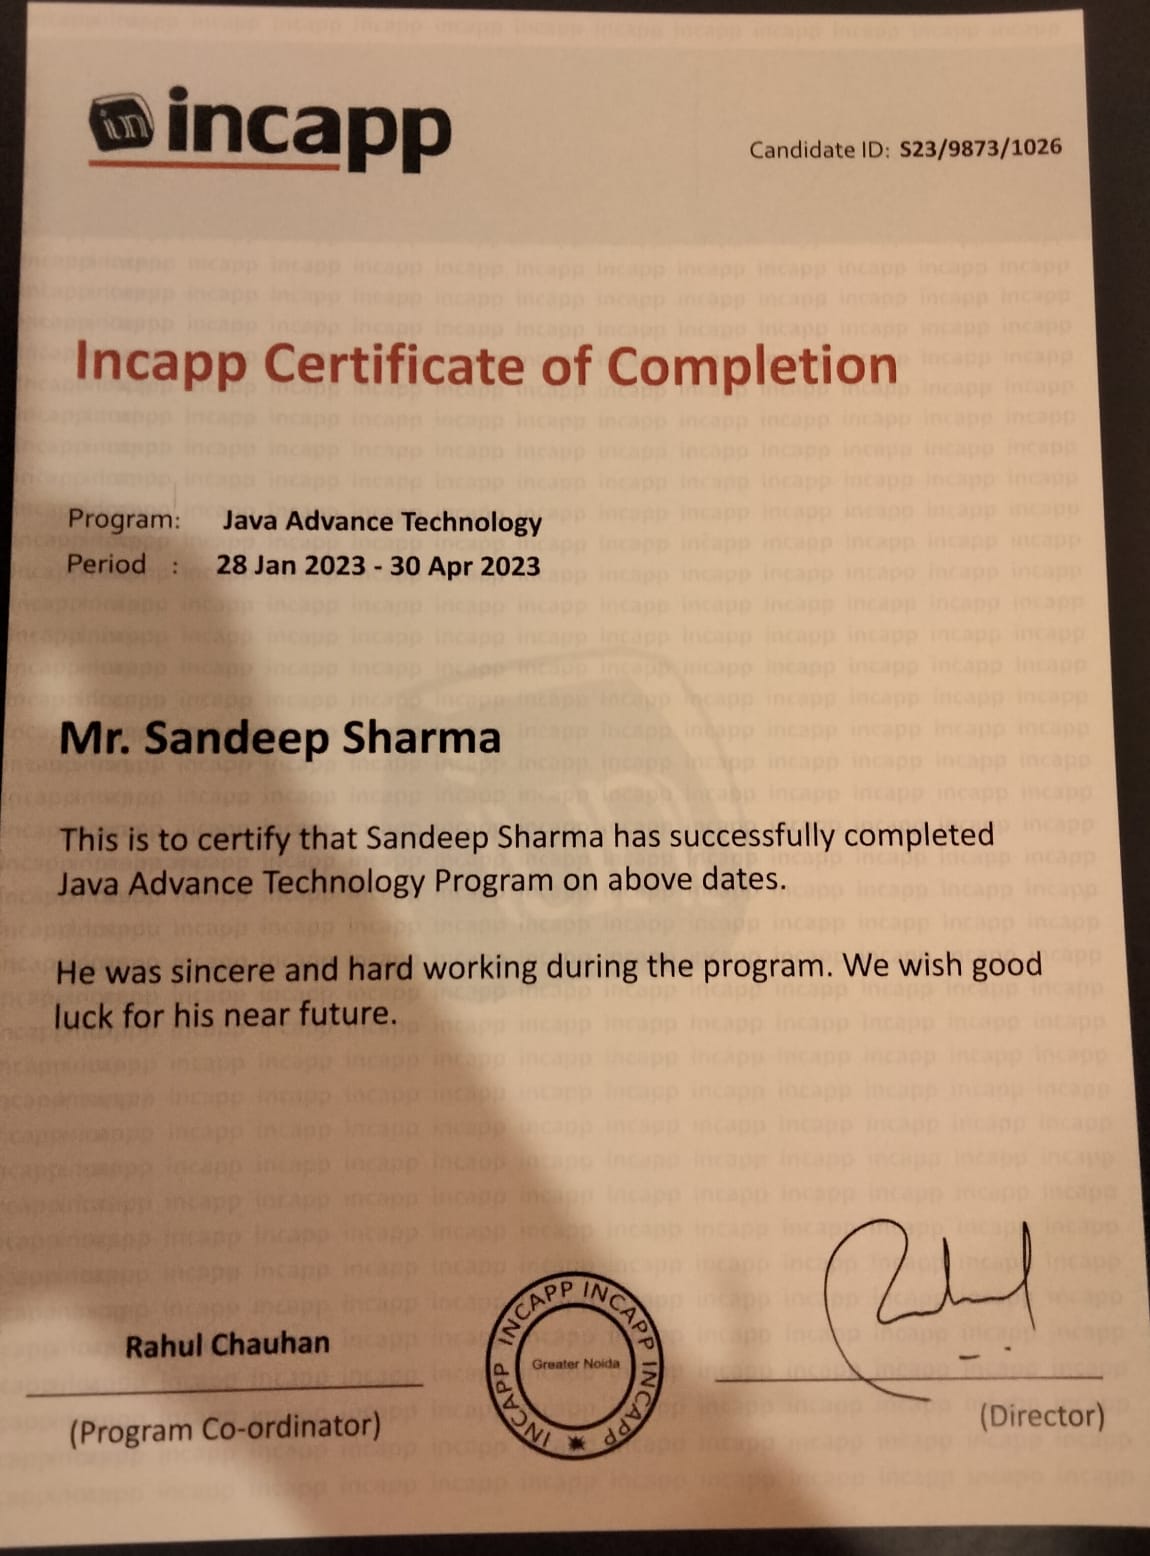 in incapp
Candidate ID: S23/9873/1026
Incapp Certificate of Completion
Program: Java Advance Technology
Period : 28 Jan 2023 - 30 Apr 2023
Mr. Sandeep Sharma
This is to certify that Sandeep Sharma has successfully completed
Java Advance Technology Program on above dates.
He was sincere and hard working during the program. We wish good
luck for his near future.
Rahul Chauhan
(Program Co-ordinator)
INCAPP INCAPP INCAPP INCAPP
Greater Noida
(Director)